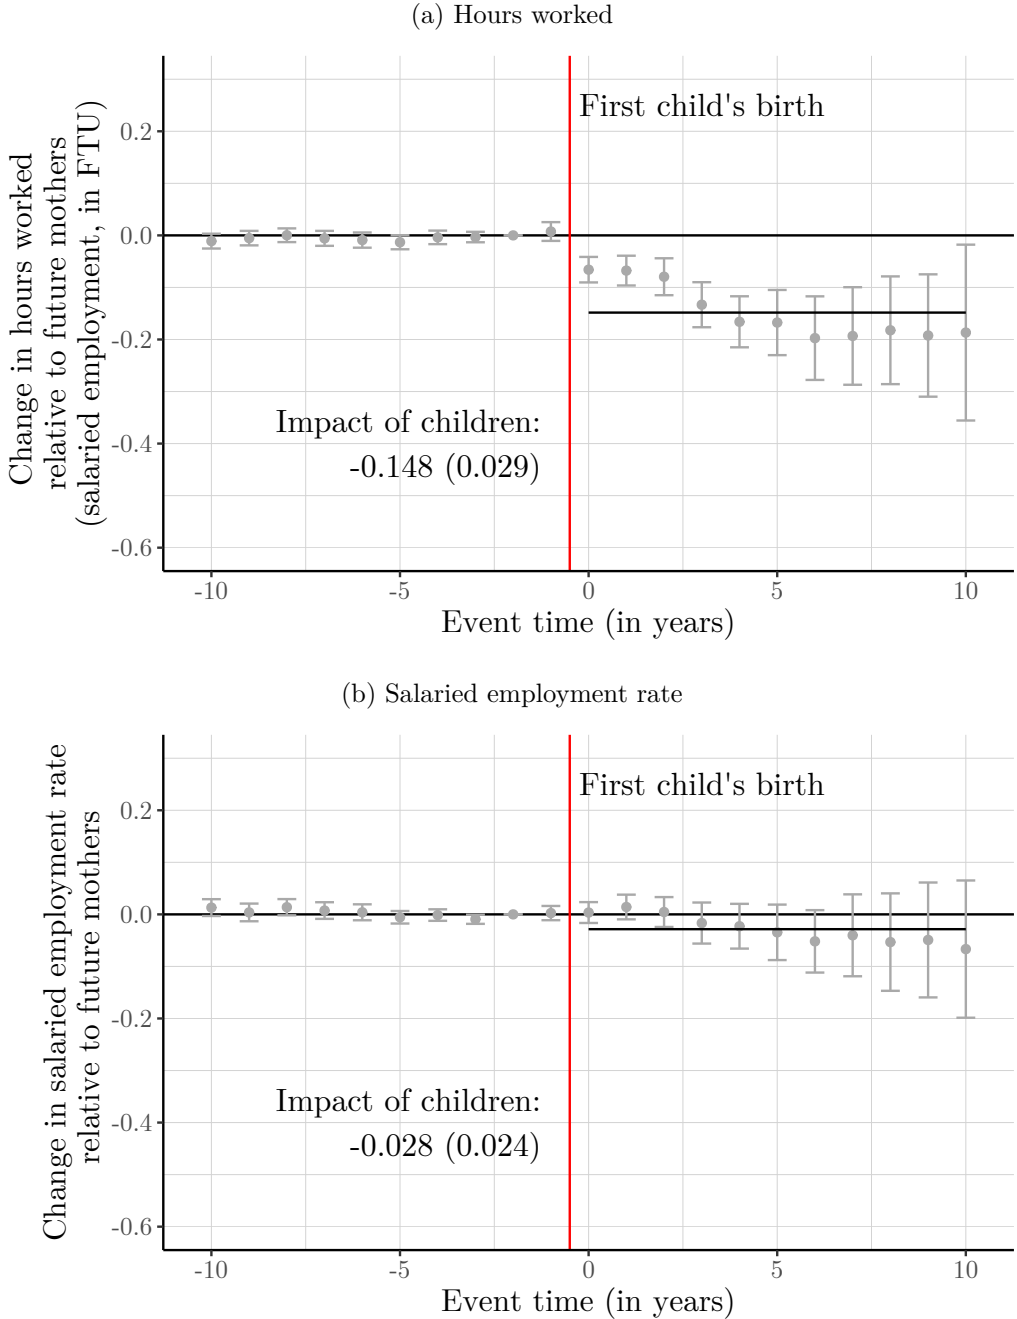 (a) Hours worked
Change in hours worked
relative to future mothers
(salaried employment, in FTU)
0.2
0.0
-0.2
-0.4
-0.6
First child's birth
Impact of children:
-0.148 (0.029)
-10
-5
0
5
10
Event time (in years)
(b) Salaried employment rate
Change in salaried employment rate
relative to future mothers
0.2
0.0
-0.2
-0.4
-0.6
First child's birth
Impact of children:
-0.028 (0.024)
-10
-5
0
5
10
Event time (in years)